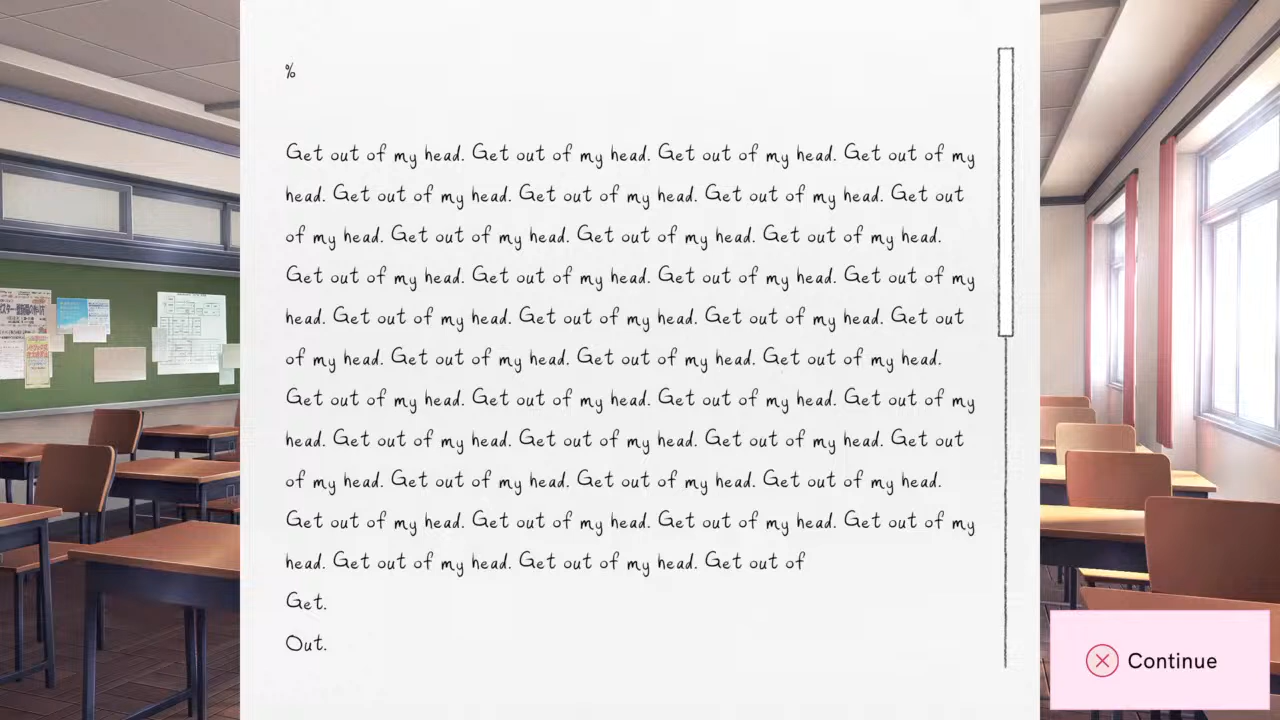 %
Get out of my head. Get out of my head. Get out of my head. Get out of my
head. Get out of my head. Get out of my head. Get out of my head. Get out
of my head. Get out of my head. Get out of my head. Get out of my head.
Get out of my head. Get out of my head. Get out of my head. Get out of my
head. Get out of my head. Get out of my head. Get out of my head. Get out
of my head. Get out of my head. Get out of my head. Get out of my head.
Get out of my head. Get out of my head. Get out of my head. Get out of my
head. Get out of my head. Get out of my head. Get out of my head. Get out
of my head. Get out of my head. Get out of my head. Get out of my head.
Get out of my head. Get out of my head. Get out of my head. Get out of my
head. Get out of my head. Get out of my head. Get out of
Get.
Out.
Continue